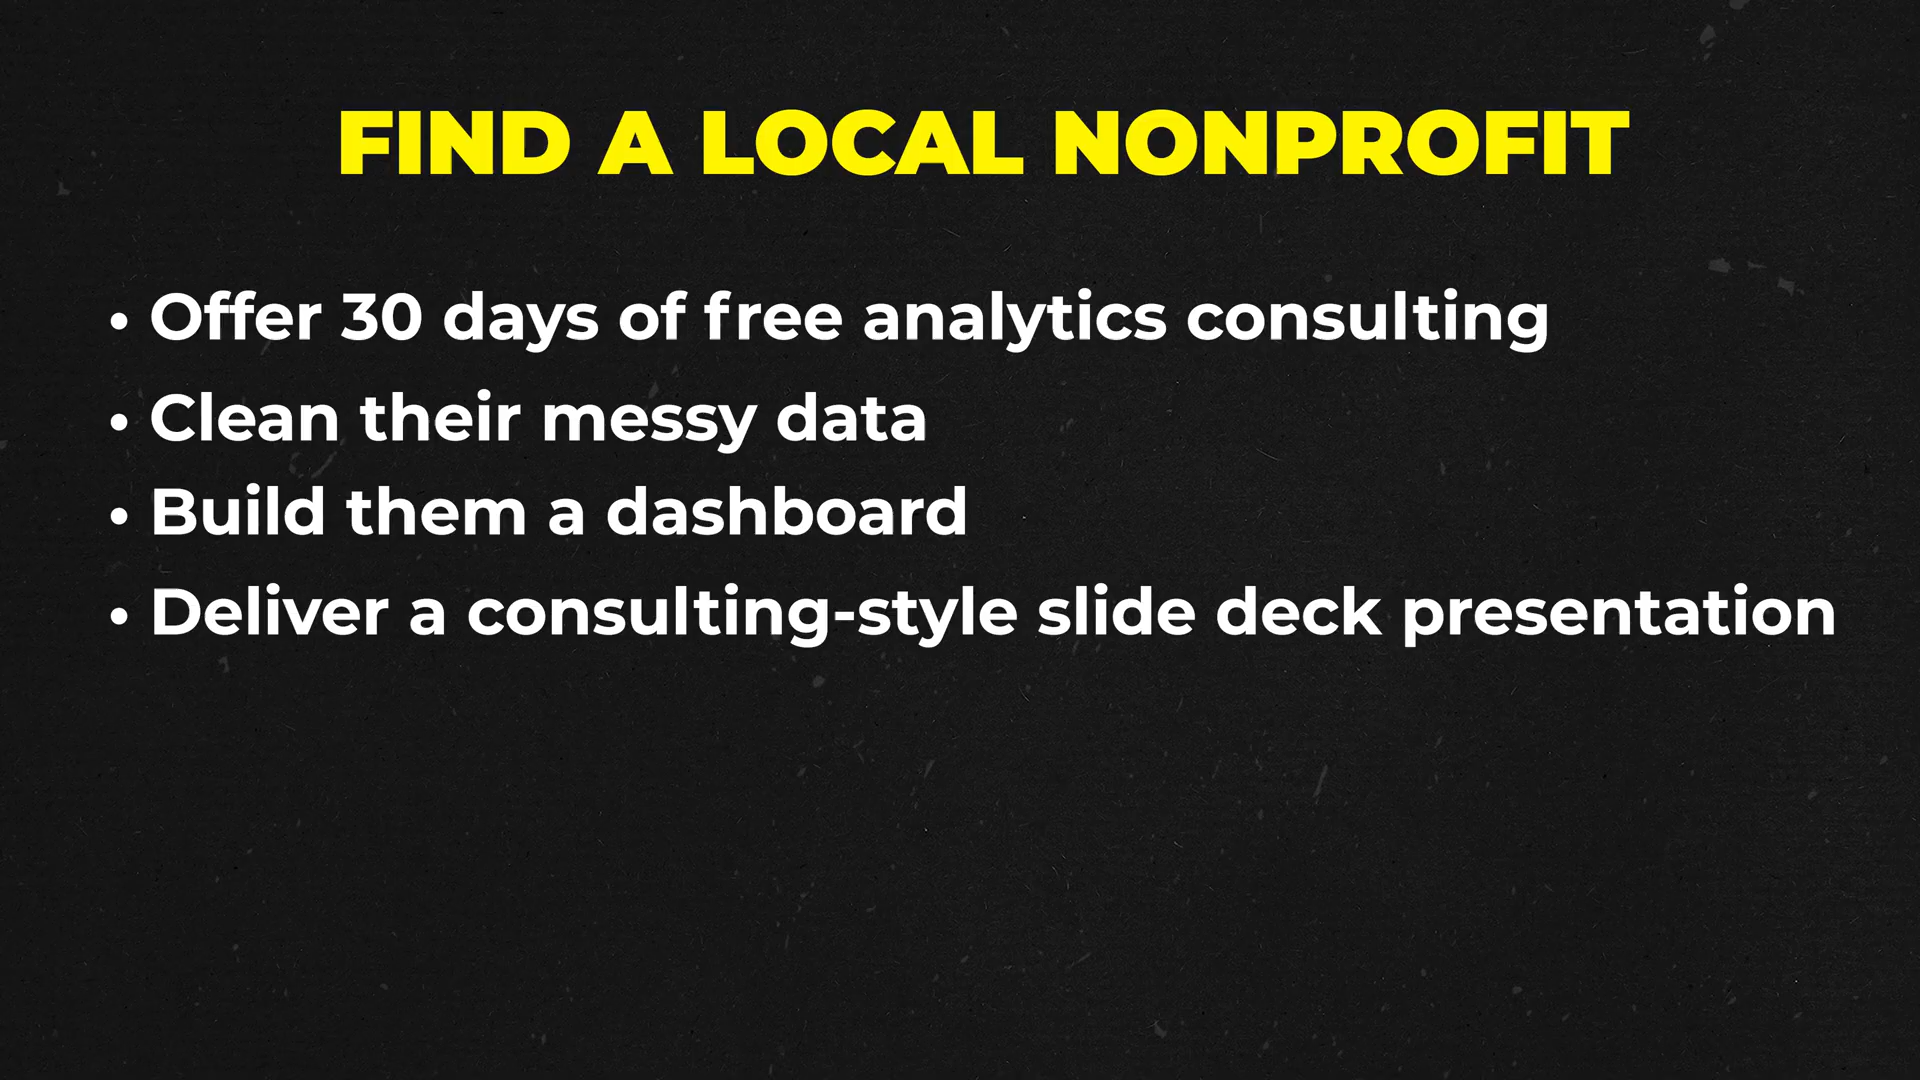 FIND A LOCAL NONPROFIT
• Offer 30 days of free analytics consulting
• Clean their messy data
• Build them a dashboard
• Deliver a consulting-style slide deck presentation